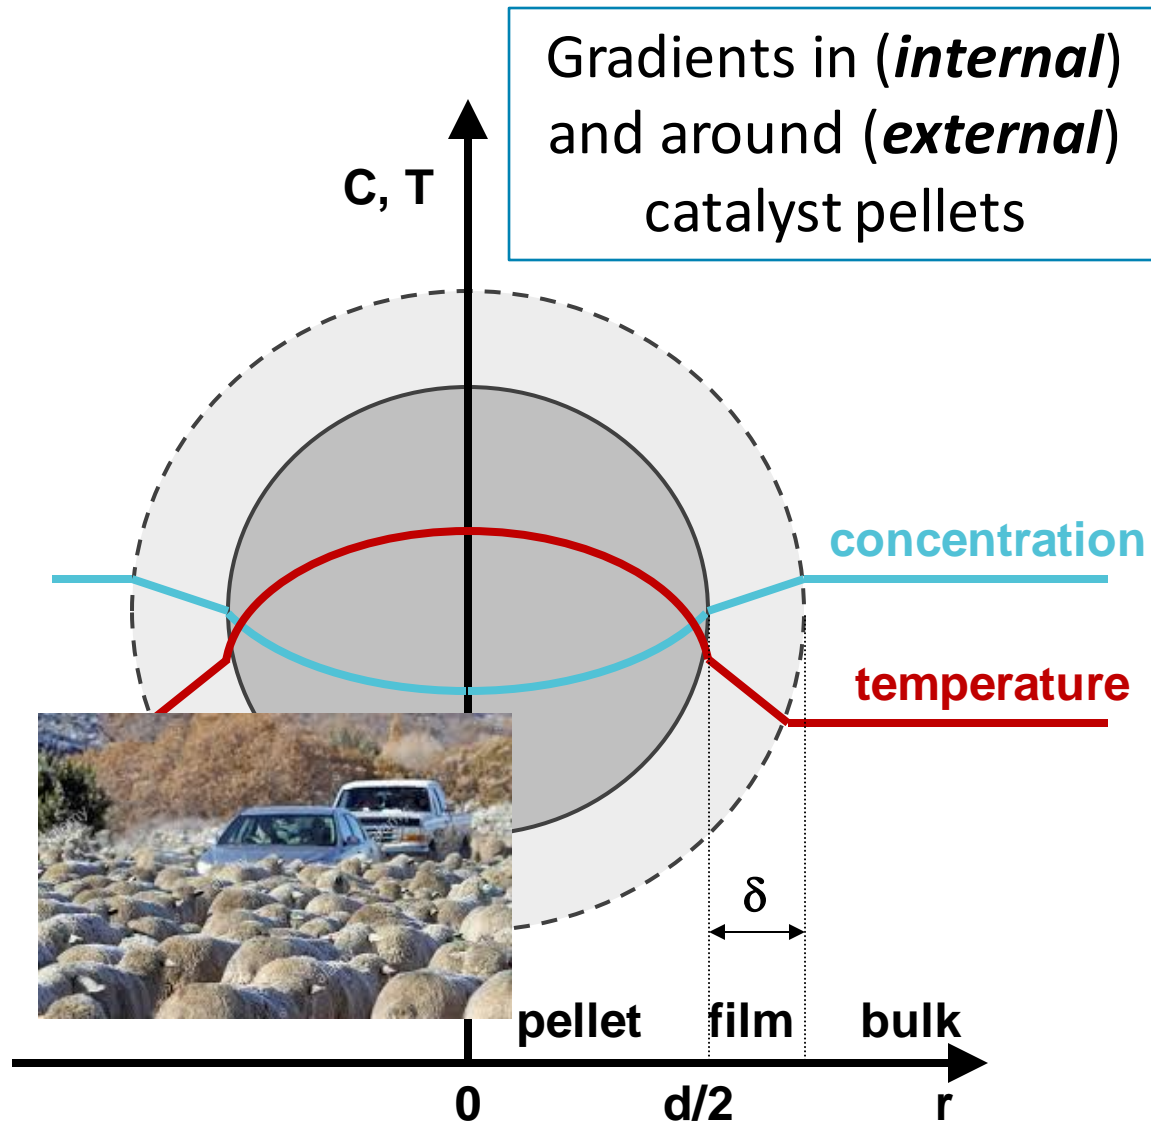 Gradients in (internal)
and around (external)
catalyst pellets
C, T
concentration
temperature
δ
pellet film bulk
0 d/2 r